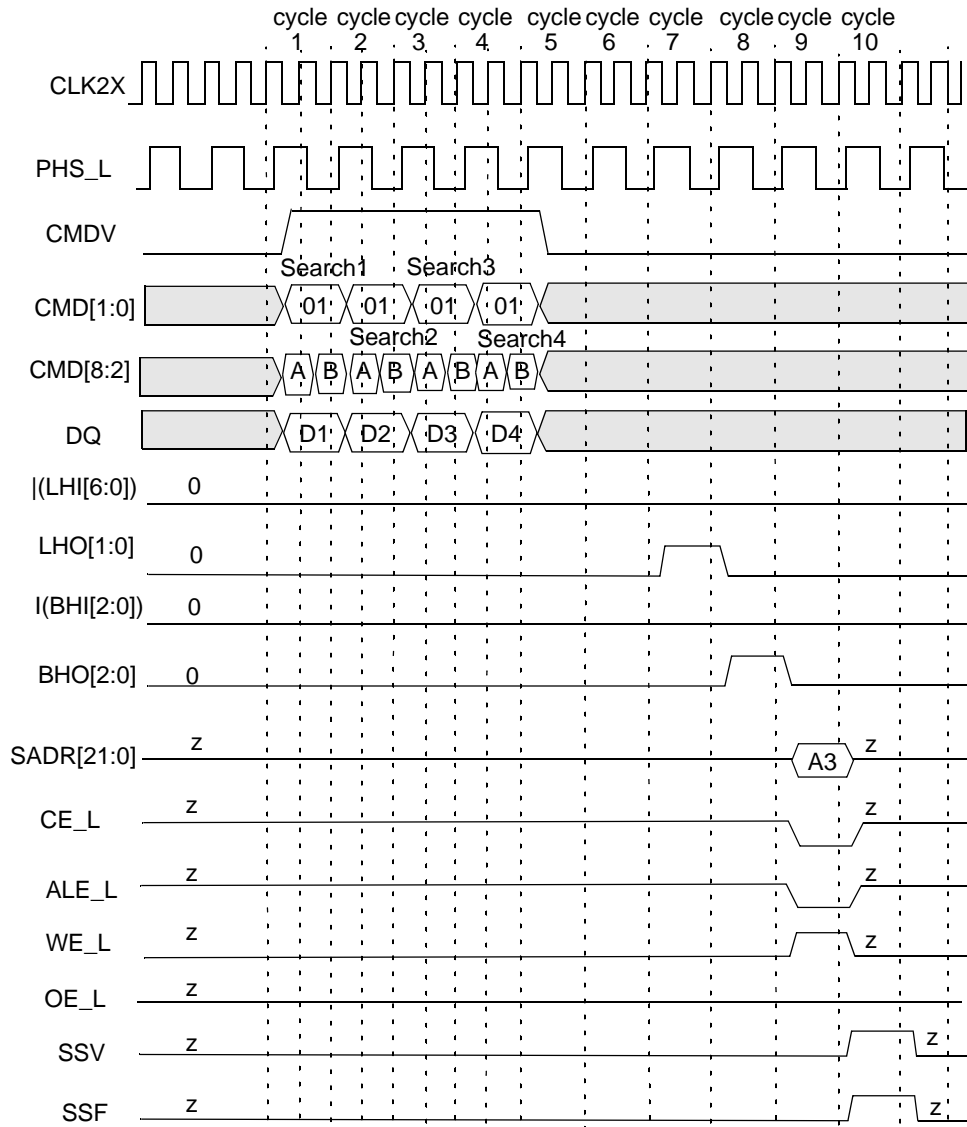 cycle cycle cycle cycle cycle cycle cycle cycle cycle cycle
1 2 3 4 5 6 7 8 9 10
CLK2X
PHS_L
CMDV
Search1 Search3
CMD[1:0] 01 01 01 01
Search2 Search4
CMD[8:2] A B A B A B A B
DQ D1 D2 D3 D4
|(LHI[6:0]) 0
LHO[1:0] 0
I(BHI[2:0]) 0
BHO[2:0] 0
SADR[21:0] z A3 z
CE_L z z
ALE_L z z
WE_L z z
OE_L z
SSV z z
SSF z z